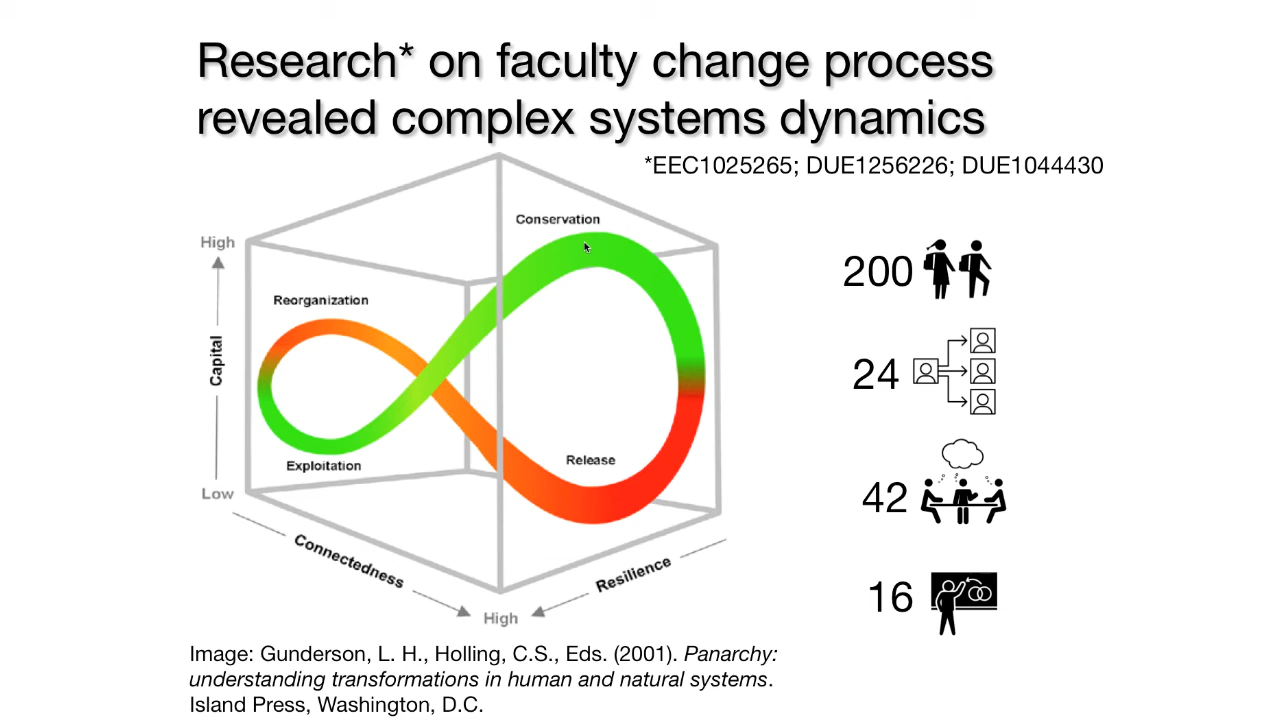 Research* on faculty change process
revealed complex systems dynamics
*EEC1025265; DUE1256226; DUE1044430
Conservation
High
Reorganization
Capital
Exploitation
Release
Low
Connectedness
Resilience
High
200
24
42
16
Image: Gunderson, L. H., Holling, C.S., Eds. (2001). Panarchy:
understanding transformations in human and natural systems.
Island Press, Washington, D.C.